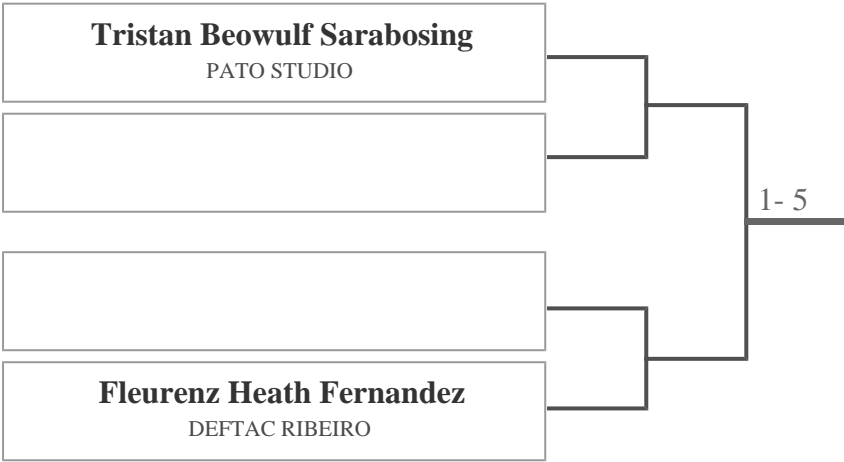 Tristan Beowulf Sarabosing
PATO STUDIO
1- 5
Fleurenz Heath Fernandez
DEFTAC RIBEIRO